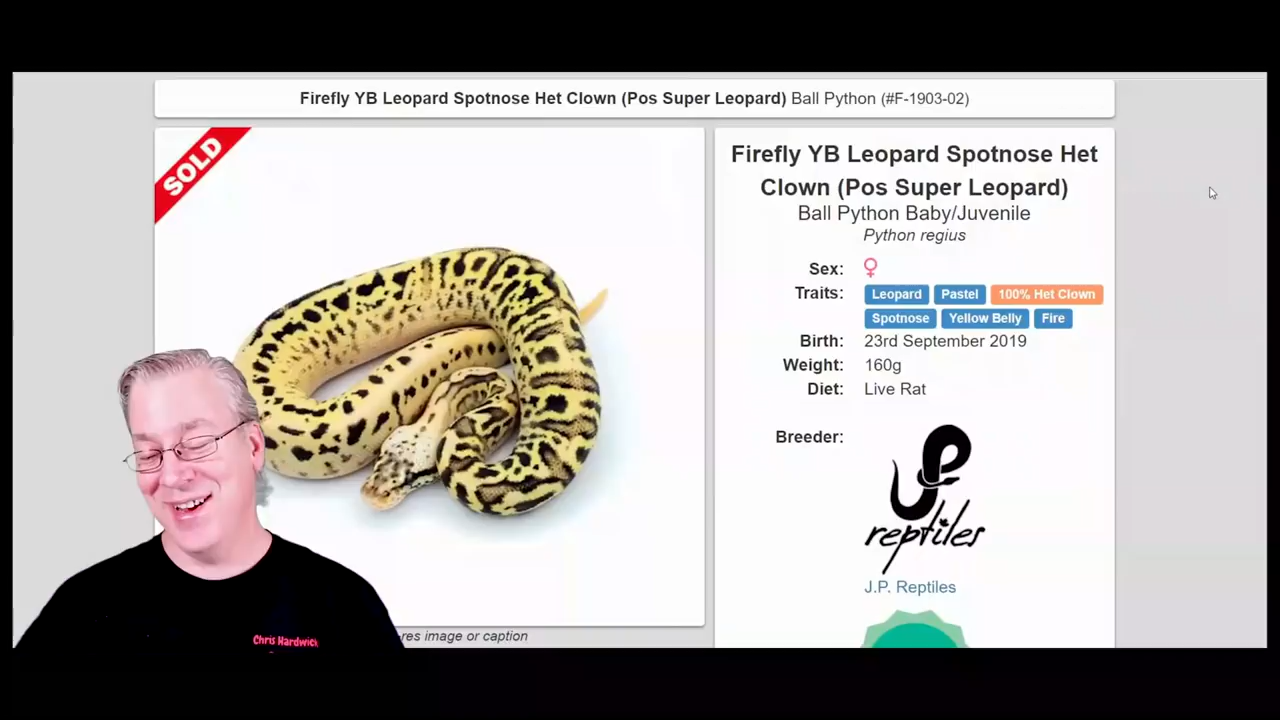 Firefly YB Leopard Spotnose Het Clown (Pos Super Leopard) Ball Python (#F-1903-02)
SOLD
Firefly YB Leopard Spotnose Het
Clown (Pos Super Leopard)
Ball Python Baby/Juvenile
Python regius
Sex: ♀
Traits: Leopard Pastel 100% Het Clown
Spotnose Yellow Belly Fire
Birth: 23rd September 2019
Weight: 160g
Diet: Live Rat
Breeder:
reptiles
J.P. Reptiles
Chris Hardwick
image or caption